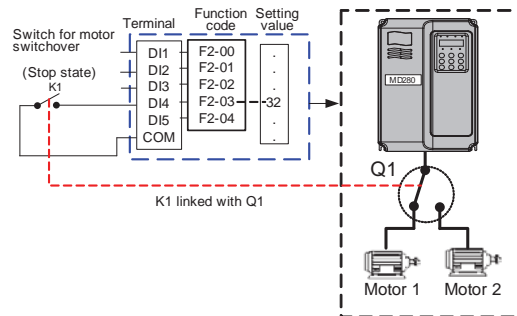 Switch for motor
switchover
(Stop state)
K1
Terminal
Function
code
Setting
value
DI1
DI2
DI3
DI4
DI5
COM
F2-00
F2-01
F2-02
F2-03
F2-04
.
.
.
32
.
.
MD280
Q1
K1 linked with Q1
Motor 1
Motor 2